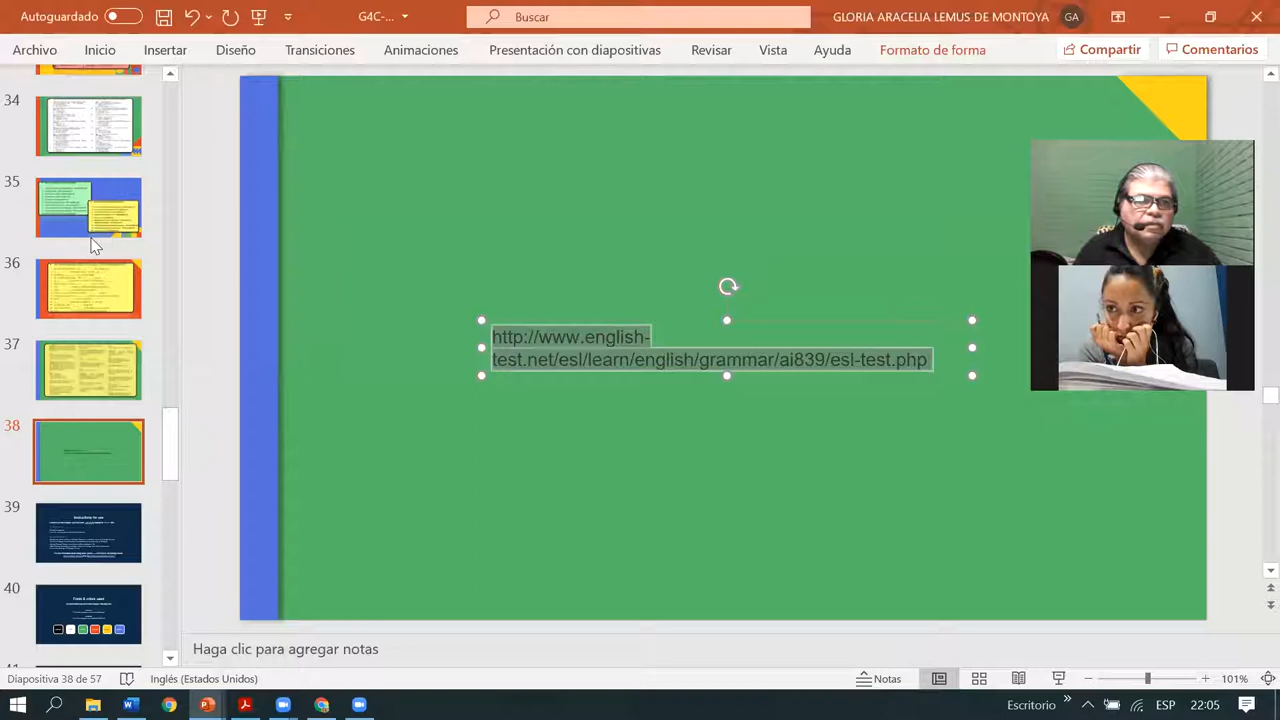 Autoguardado
G4C-...
Buscar
GLORIA ARACELIA LEMUS DE MONTOYA
GA
Archivo
Inicio
Insertar
Diseño
Transiciones
Animaciones
Presentación con diapositivas
Revisar
Vista
Ayuda
Formato de forma
Compartir
Comentarios
35
36
37
38
39
40
http://www.english-
test.net/esl/learn/english/grammar/ai839/esl-test.php
Haga clic para agregar notas
Diapositiva 38 de 57
Inglés (Estados Unidos)
Notas
101%
Escritorio
ESP
22:05